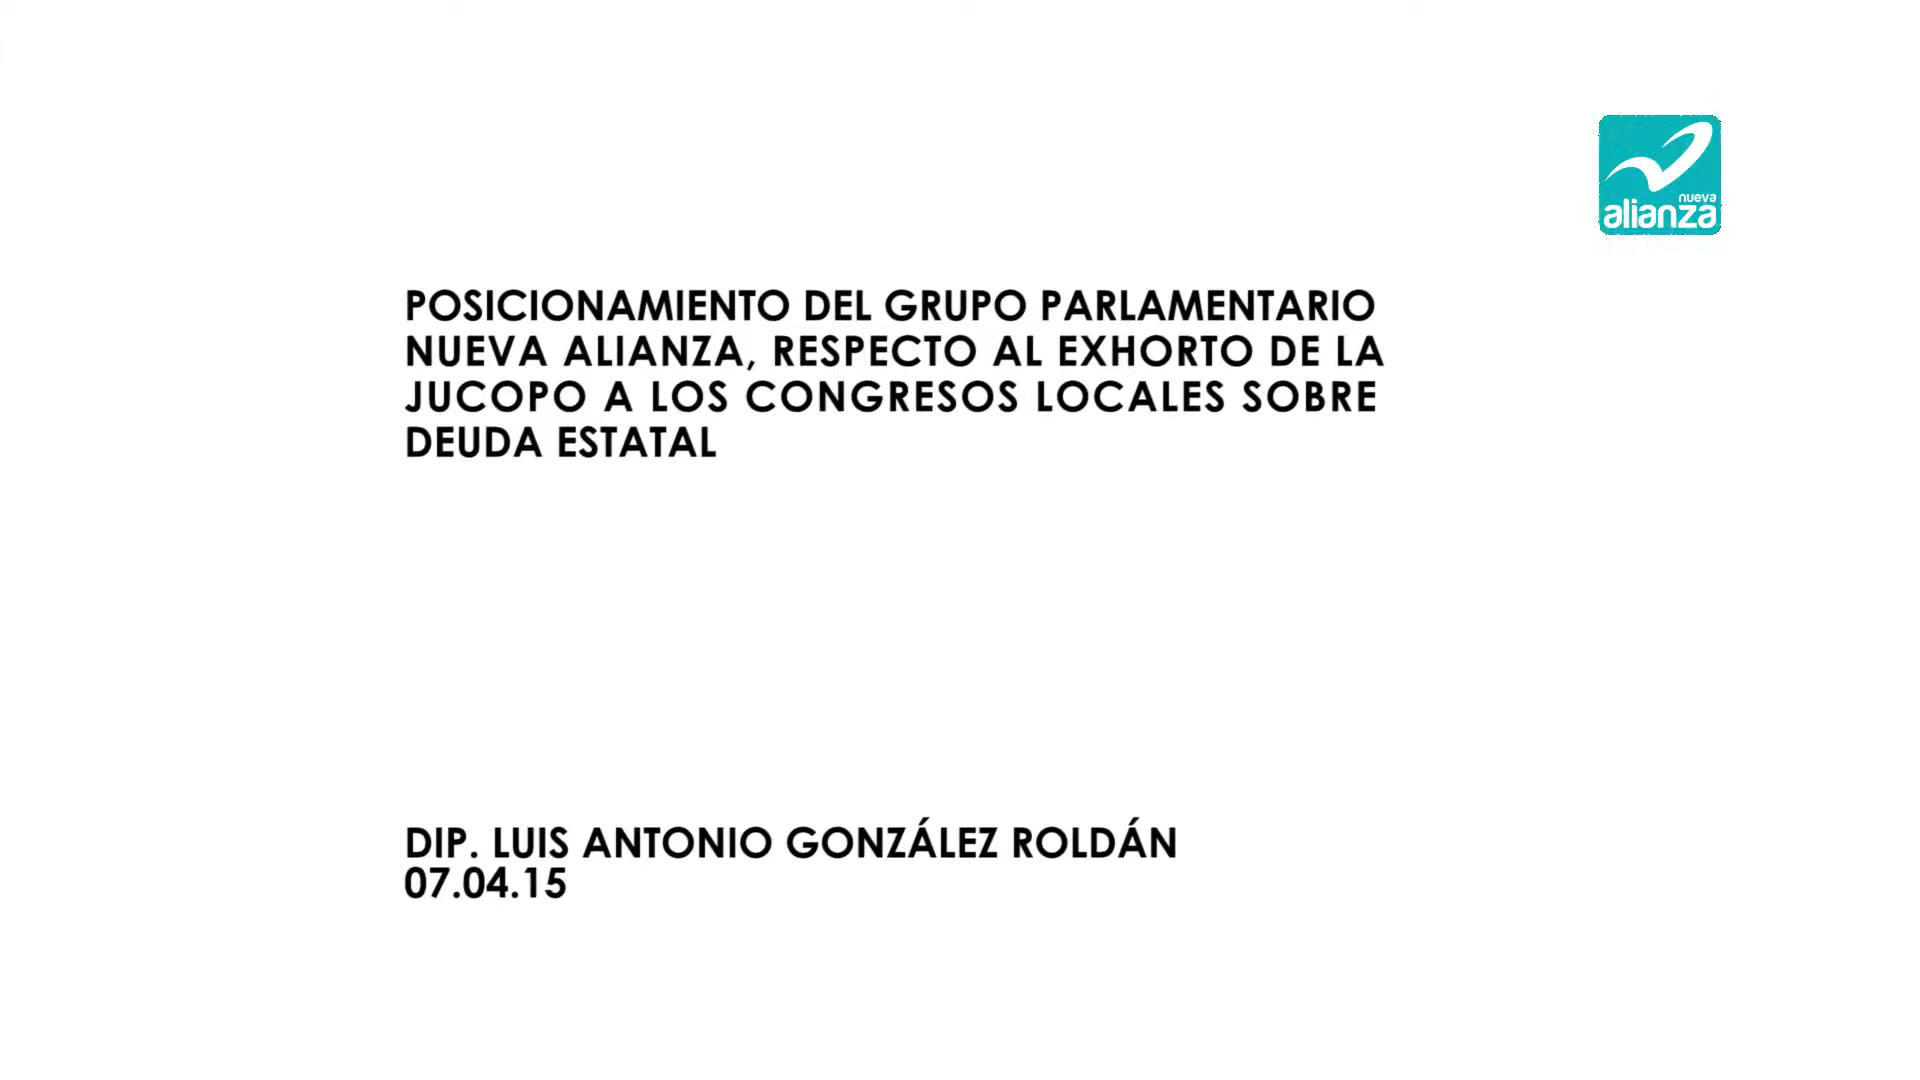 nueva
alianza
POSICIONAMIENTO DEL GRUPO PARLAMENTARIO
NUEVA ALIANZA, RESPECTO AL EXHORTO DE LA
JUCOPO A LOS CONGRESOS LOCALES SOBRE
DEUDA ESTATAL
DIP. LUIS ANTONIO GONZÁLEZ ROLDÁN
07.04.15